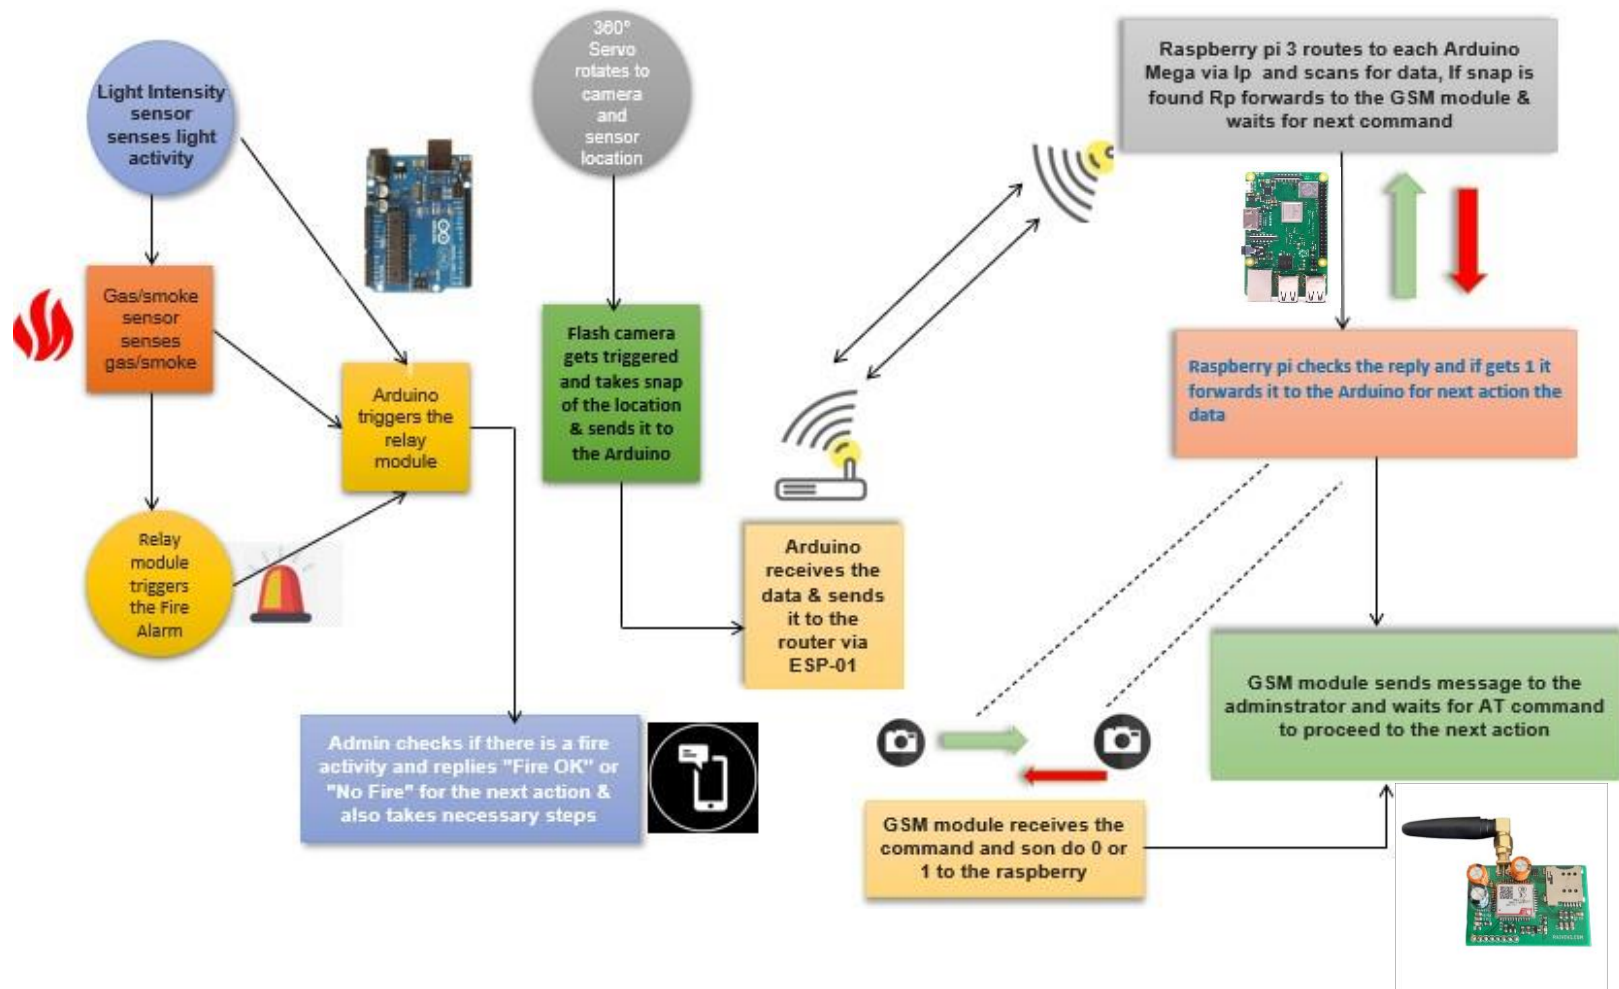 Light Intensity
sensor
senses light
activity
Gas/smoke
sensor
senses
gas/smoke
Relay
module
triggers
the Fire
Alarm
Arduino
triggers the
relay
module
360°
Servo
rotates to
camera
and
sensor
location
Flash camera
gets triggered
and takes snap
of the location
& sends it to
the Arduino
Arduino
receives the
data & sends
it to the
router via
ESP-01
Admin checks if there is a fire
activity and replies "Fire OK" or
"No Fire" for the next action &
also takes necessary steps
Raspberry pi 3 routes to each Arduino
Mega via Ip and scans for data, If snap is
found Rp forwards to the GSM module &
waits for next command
Raspberry pi checks the reply and if gets 1 it
forwards it to the Arduino for next action the
data
GSM module sends message to the
adminstrator and waits for AT command
to proceed to the next action
GSM module receives the
command and son do 0 or
1 to the raspberry